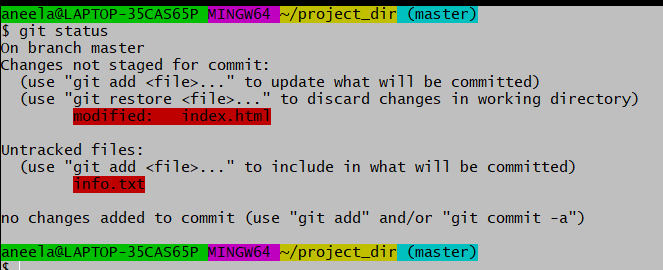 aneela@LAPTOP-35CAS65P MINGW64 ~/project_dir (master)
$ git status
On branch master
Changes not staged for commit:
  (use "git add <file>..." to update what will be committed)
  (use "git restore <file>..." to discard changes in working directory)
        modified:   index.html

Untracked files:
  (use "git add <file>..." to include in what will be committed)
        info.txt

no changes added to commit (use "git add" and/or "git commit -a")

aneela@LAPTOP-35CAS65P MINGW64 ~/project_dir (master)
$